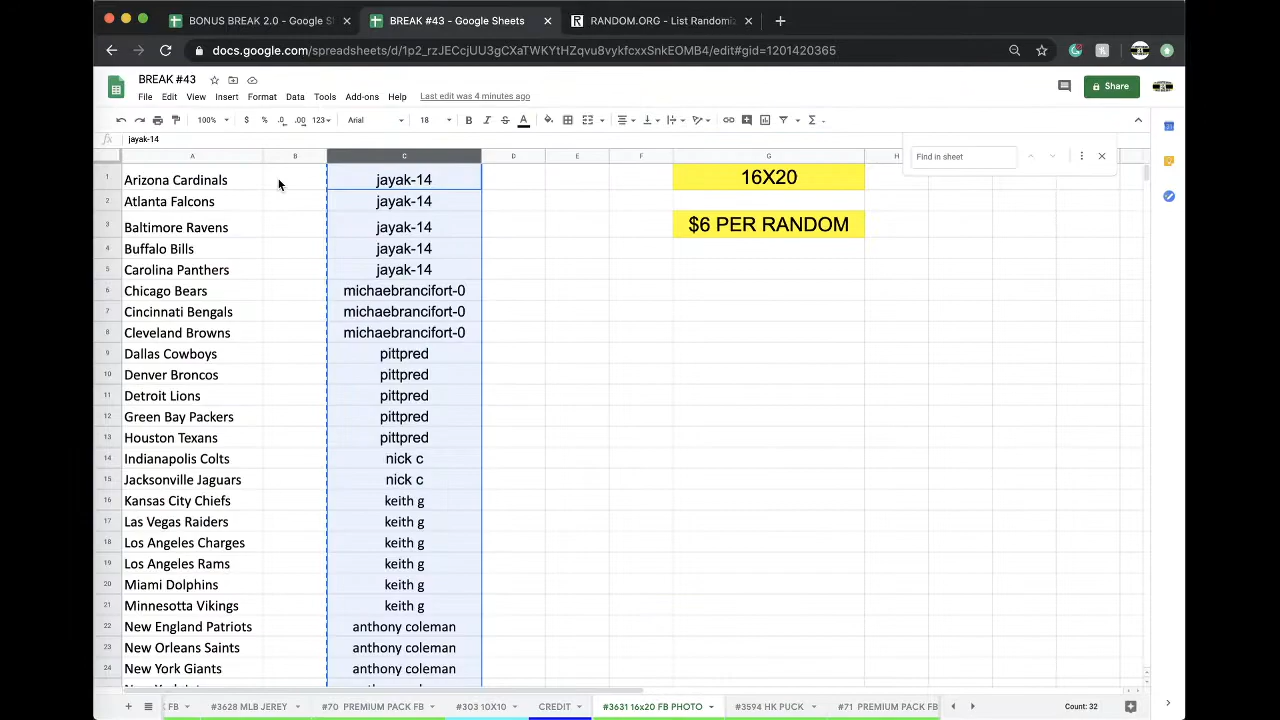 BONUS BREAK 2.0 - Google S
BREAK #43 - Google Sheets
RANDOM.ORG - List Randomi
docs.google.com/spreadsheets/d/1p2_rzJECcjUU3gCXaTWKYtHZqvu8vykfcxxSnkEOMB4/edit#gid=1201420365
BREAK #43
File Edit View Insert Format Data Tools Add-ons Help Last edit was 4 minutes ago
Share
100% $ % .0 .00 123 Arial 18 B I S A
fx jayak-14
Find in sheet
A B C D E F G H
1 Arizona Cardinals jayak-14 16X20
2 Atlanta Falcons jayak-14
3 Baltimore Ravens jayak-14 $6 PER RANDOM
4 Buffalo Bills jayak-14
5 Carolina Panthers jayak-14
6 Chicago Bears michaebrancifort-0
7 Cincinnati Bengals michaebrancifort-0
8 Cleveland Browns michaebrancifort-0
9 Dallas Cowboys pittpred
10 Denver Broncos pittpred
11 Detroit Lions pittpred
12 Green Bay Packers pittpred
13 Houston Texans pittpred
14 Indianapolis Colts nick c
15 Jacksonville Jaguars nick c
16 Kansas City Chiefs keith g
17 Las Vegas Raiders keith g
18 Los Angeles Charges keith g
19 Los Angeles Rams keith g
20 Miami Dolphins keith g
21 Minnesotta Vikings keith g
22 New England Patriots anthony coleman
23 New Orleans Saints anthony coleman
24 New York Giants anthony coleman
FB #3628 MLB JEREY #70 PREMIUM PACK FB #303 10X10 CREDIT #3631 16x20 FB PHOTO #3594 HK PUCK #71 PREMIUM PACK FB Count: 32